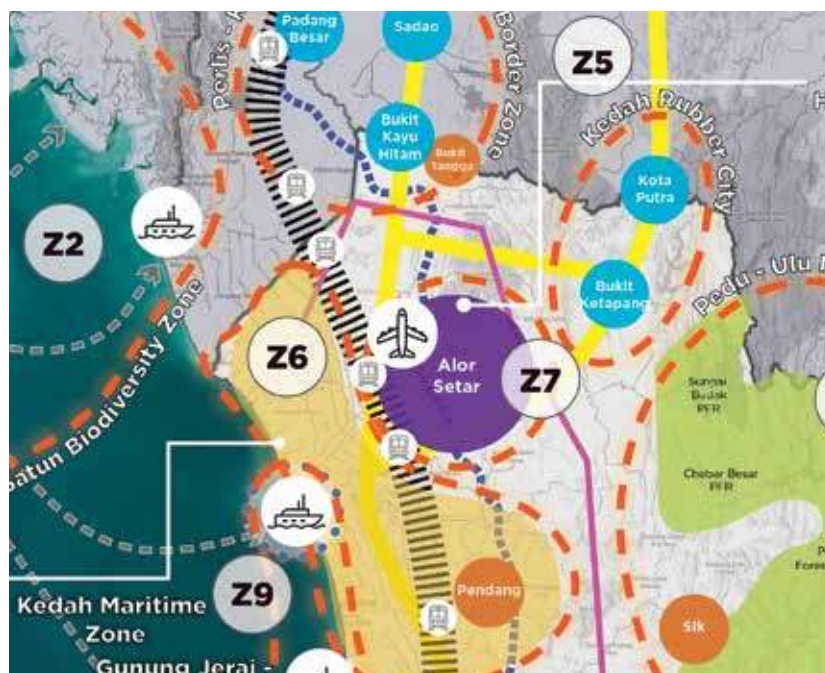 Padang
Besar
Sadao
Z5
Perlis -
Border
Zone
Kedah Rubber City
Bukit
Kayu
Hitam
Bukit
Tangga
Kota
Putra
Z2
Pedu - Ulu
Bukit
Ketapang
Z6
Alor
Setar
Z7
Sungai
Badak
PFR
Satun Biodiversity Zone
Chebar Besar
PFR
Z9
Pendang
Kedah Maritime
Zone
Sik
Gunung Jerai -